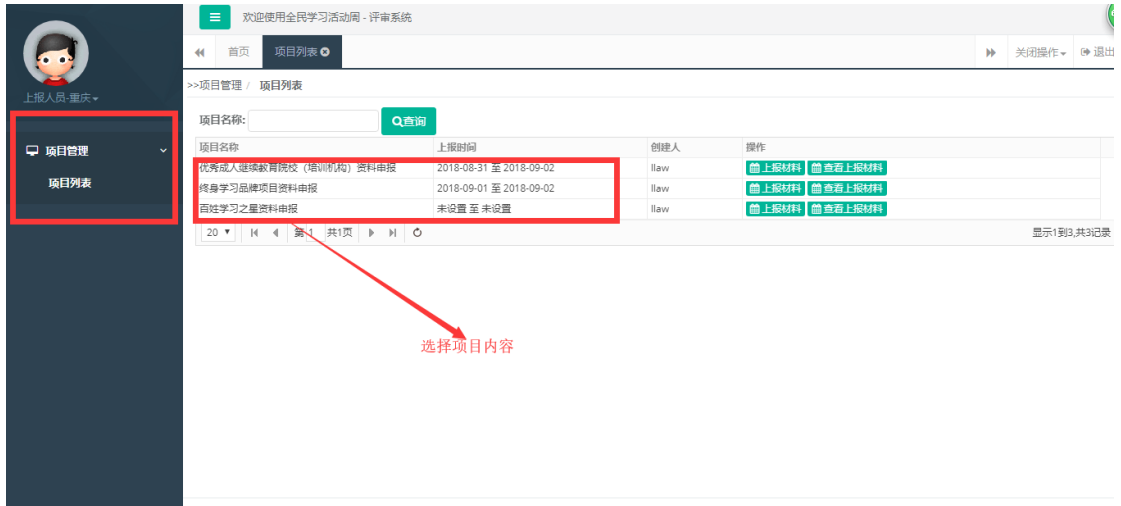 欢迎使用全民学习活动周 - 评审系统
首页 项目列表 关闭操作 退出
上报人员-重庆
>>项目管理 / 项目列表
项目管理
项目列表
项目名称: 查询
项目名称 上报时间 创建人 操作
优秀成人继续教育院校（培训机构）资料申报 2018-08-31 至 2018-09-02 llaw 上报材料 查看上报材料
终身学习品牌项目资料申报 2018-09-01 至 2018-09-02 llaw 上报材料 查看上报材料
百姓学习之星资料申报 未设置 至 未设置 llaw 上报材料 查看上报材料
20 第 1 共1页 显示1到3,共3记录
选择项目内容